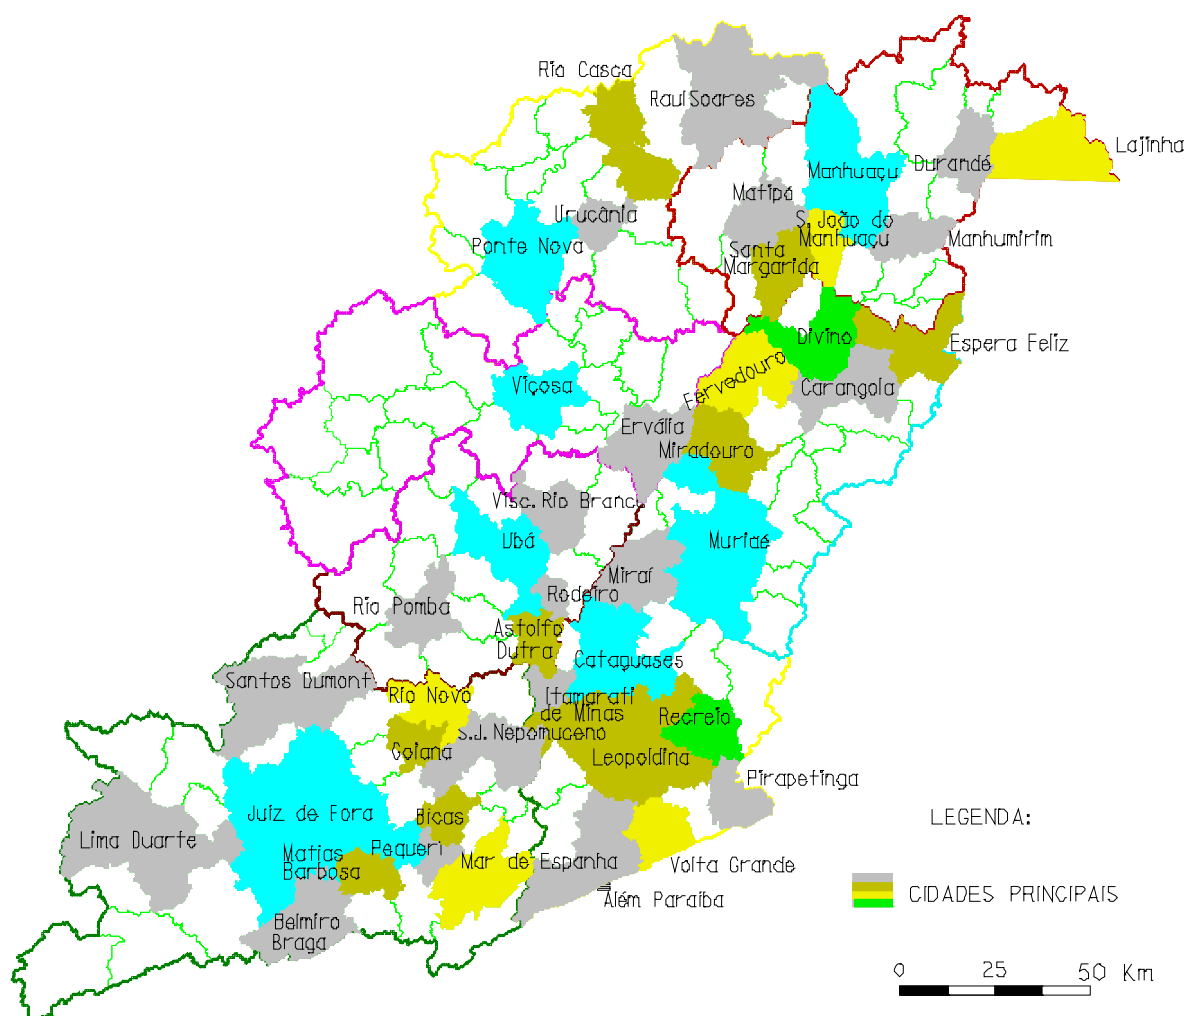 Rio Casca
Raul Soares
Lajinha
Durandé
Manhuaçu
Matipó
Urucânia
S. João do
Manhuaçu
Manhumirim
Ponte Nova
Santa
Margarida
Divino
Espera Feliz
Fervedouro
Viçosa
Carangola
Ervália
Miradouro
Visc. Rio Branc
Ubá
Muriaé
Miraí
Rodeiro
Rio Pomba
Astolfo
Dutra
Cataguases
Santos Dumont
Rio Novo
Itamarati
de Minas
Recreio
S.J. Nepomuceno
Goianá
Leopoldina
Pirapetinga
Juiz de Fora
Bicas
LEGENDA:
Lima Duarte
Pequeri
Matias
Barbosa
Mar de Espanha
Volta Grande
Além Paraíba
CIDADES PRINCIPAIS
Belmiro
Braga
0 25 50 Km